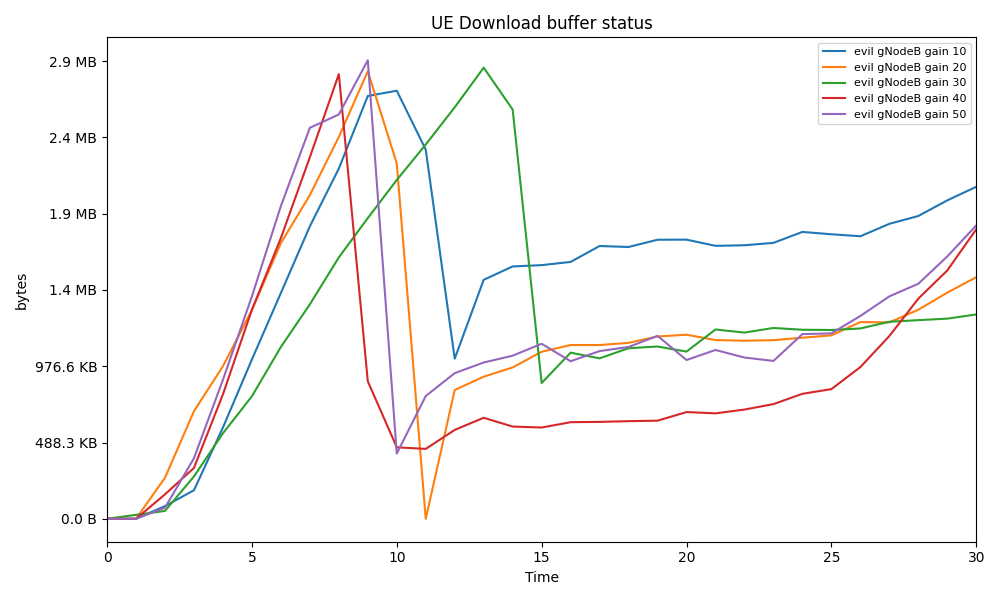 UE Download buffer status
evil gNodeB gain 10
evil gNodeB gain 20
evil gNodeB gain 30
evil gNodeB gain 40
evil gNodeB gain 50
2.9 MB
2.4 MB
1.9 MB
1.4 MB
976.6 KB
488.3 KB
0.0 B
bytes
0 5 10 15 20 25 30
Time